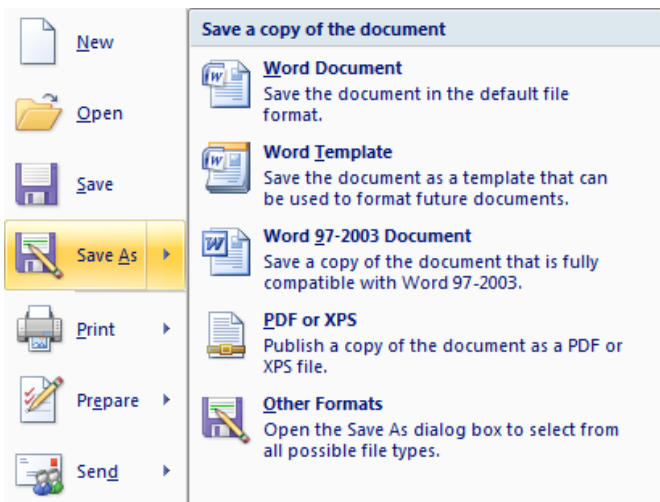 New
Open
Save
Save As
Print
Prepare
Send
Save a copy of the document
Word Document
Save the document in the default file
format.
Word Template
Save the document as a template that can
be used to format future documents.
Word 97-2003 Document
Save a copy of the document that is fully
compatible with Word 97-2003.
PDF or XPS
Publish a copy of the document as a PDF or
XPS file.
Other Formats
Open the Save As dialog box to select from
all possible file types.